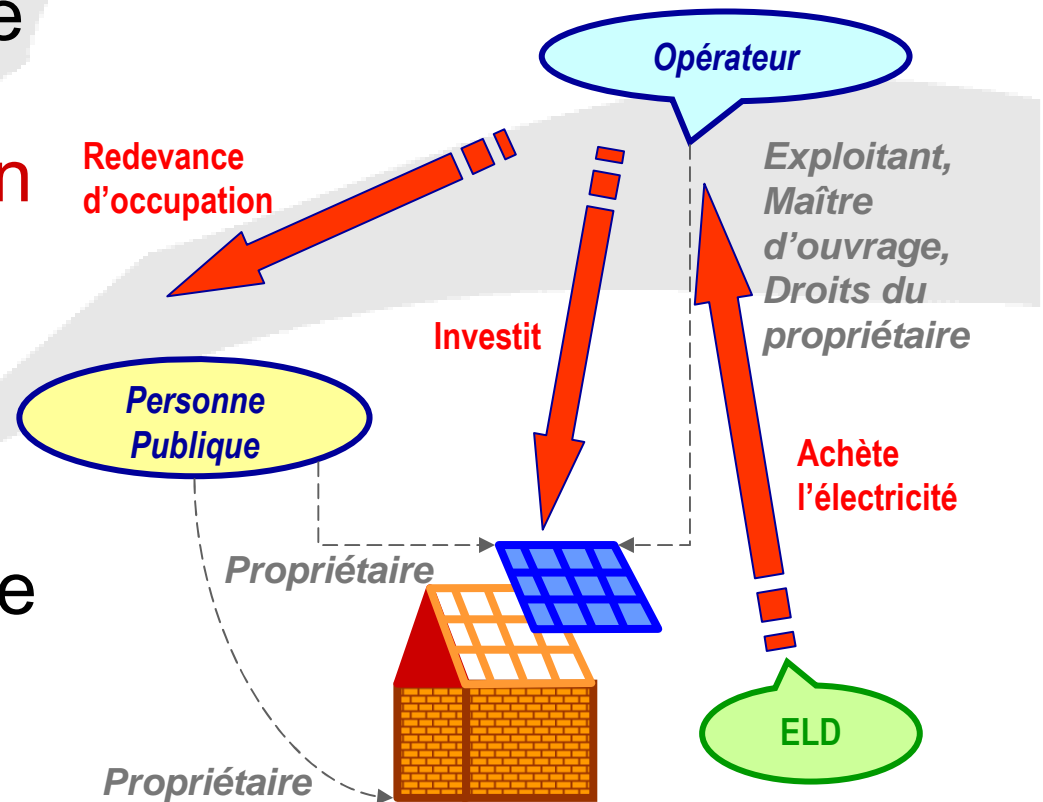 e
Opérateur
n
Redevance
d’occupation
Exploitant,
Maître
d’ouvrage,
Droits du
propriétaire
Investit
Personne
Publique
Achète
l’électricité
Propriétaire
e
ELD
Propriétaire